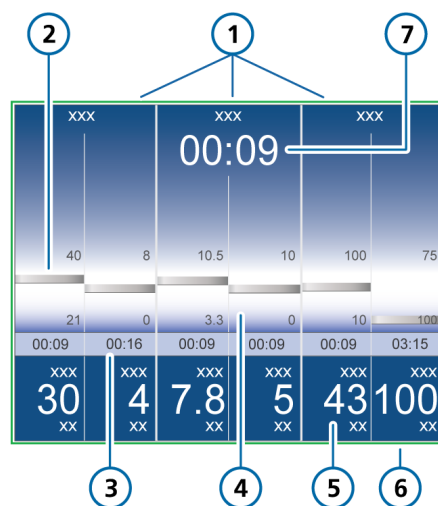 2 1 7
xxx xxx xxx
00:09
40 8 10.5 10 100 75
21 0 3.3 0 10 100
00:09 00:16 00:09 00:09 00:09 03:15
xxx xxx xxx xxx xxx xxx
30 4 7.8 5 43 100
xx xx xx xx xx xx
3 4 5 6